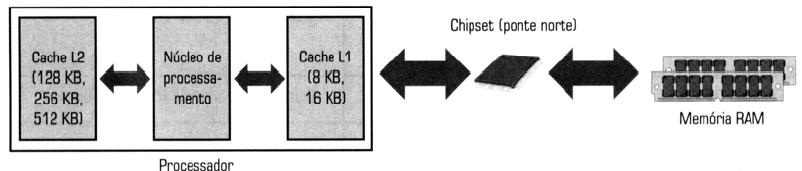 Chipset (ponte norte)
Cache L2
(128 KB,
256 KB,
512 KB)
Núcleo de
processa-
mento
Cache L1
(8 KB,
16 KB)
Memória RAM
Processador